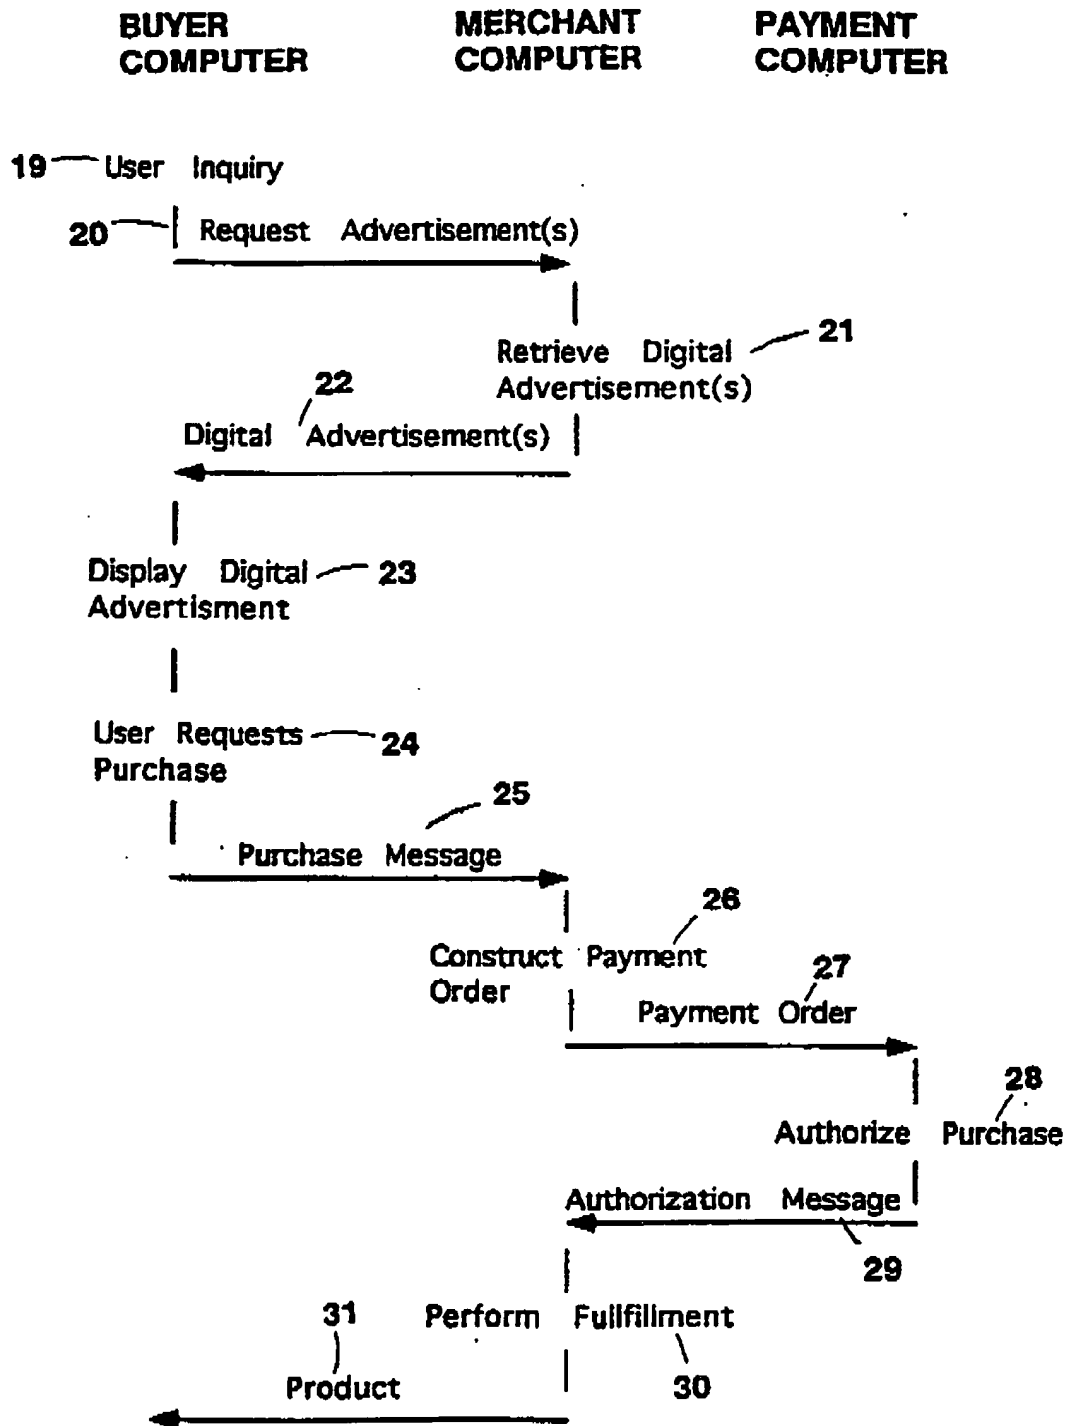 BUYER COMPUTER
MERCHANT COMPUTER
PAYMENT COMPUTER
19 User Inquiry
20 Request Advertisement(s)
21
Retrieve Digital
Advertisement(s)
22
Digital Advertisement(s)
Display Digital 23
Advertisment
User Requests 24
Purchase
25
Purchase Message
26
Construct Payment
Order
27
Payment Order
28
Authorize Purchase
Authorization Message
29
31 Perform Fullfillment
Product 30